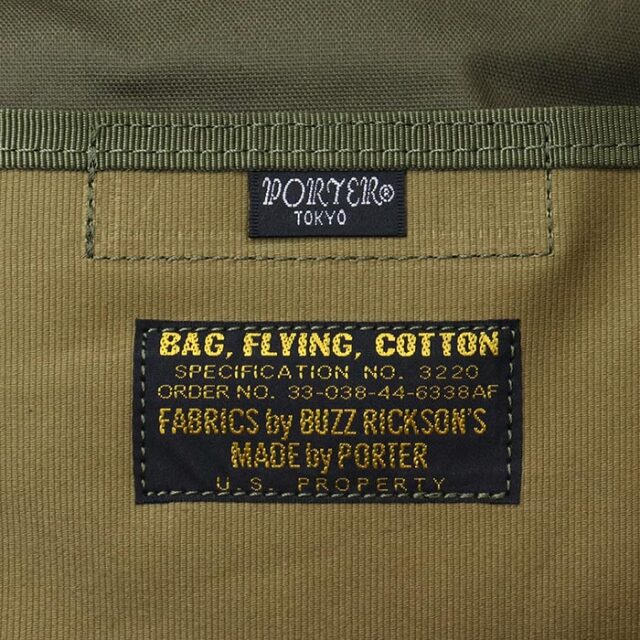 PORTER®
TOKYO
BAG, FLYING, COTTON
SPECIFICATION NO. 3220
ORDER NO. 33-038-44-6338AF
FABRICS by BUZZ RICKSON'S
MADE by PORTER
U.S. PROPERTY